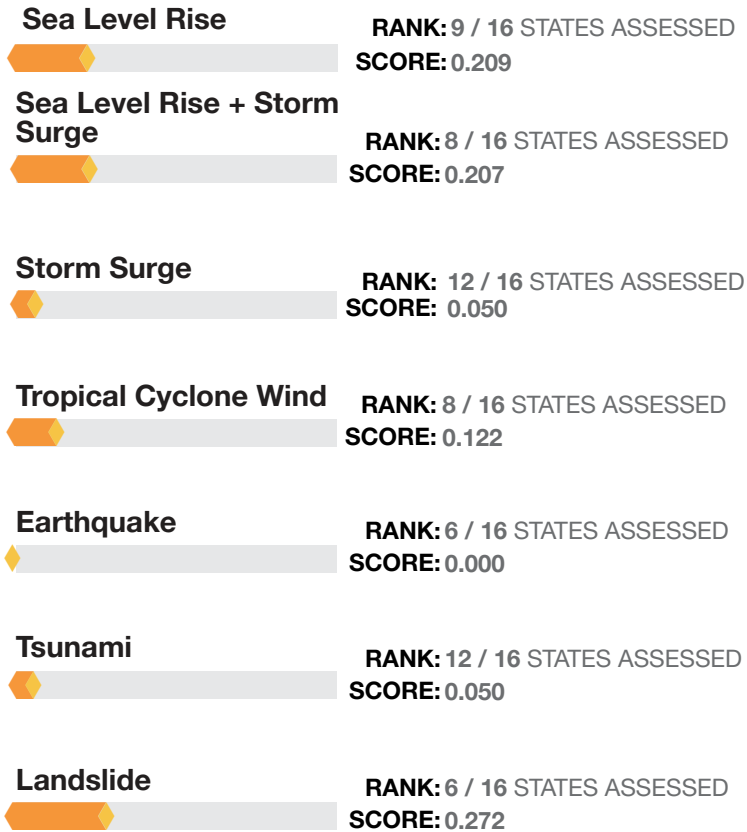 Sea Level Rise
RANK: 9 / 16 STATES ASSESSED
SCORE: 0.209
Sea Level Rise + Storm
Surge
RANK: 8 / 16 STATES ASSESSED
SCORE: 0.207
Storm Surge
RANK: 12 / 16 STATES ASSESSED
SCORE: 0.050
Tropical Cyclone Wind
RANK: 8 / 16 STATES ASSESSED
SCORE: 0.122
Earthquake
RANK: 6 / 16 STATES ASSESSED
SCORE: 0.000
Tsunami
RANK: 12 / 16 STATES ASSESSED
SCORE: 0.050
Landslide
RANK: 6 / 16 STATES ASSESSED
SCORE: 0.272